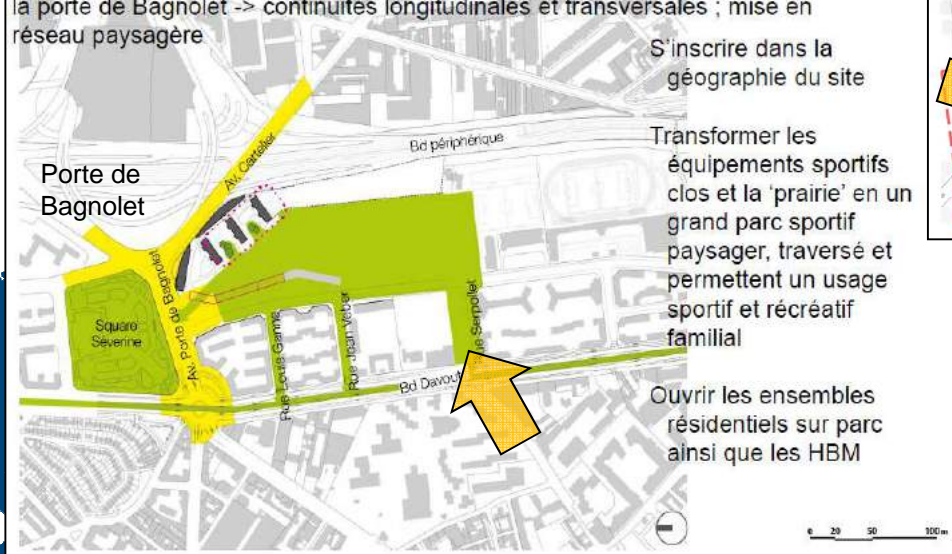 la porte de Bagnolet -> continuités longitudinales et transversales ; mise en
réseau paysagère
S'inscrire dans la
géographie du site
Transformer les
équipements sportifs
clos et la 'prairie' en un
grand parc sportif
paysager, traversé et
permettent un usage
sportif et récréatif
familial
Ouvrir les ensembles
résidentiels sur parc
ainsi que les HBM
Porte de
Bagnolet
Av. Cartellier
Bd périphérique
Av. Porte de Bagnolet
Square
Séverine
Rue Louis Ganne
Rue Jean Veber
Rue Serpollet
Bd Davout
0 20 50 100m